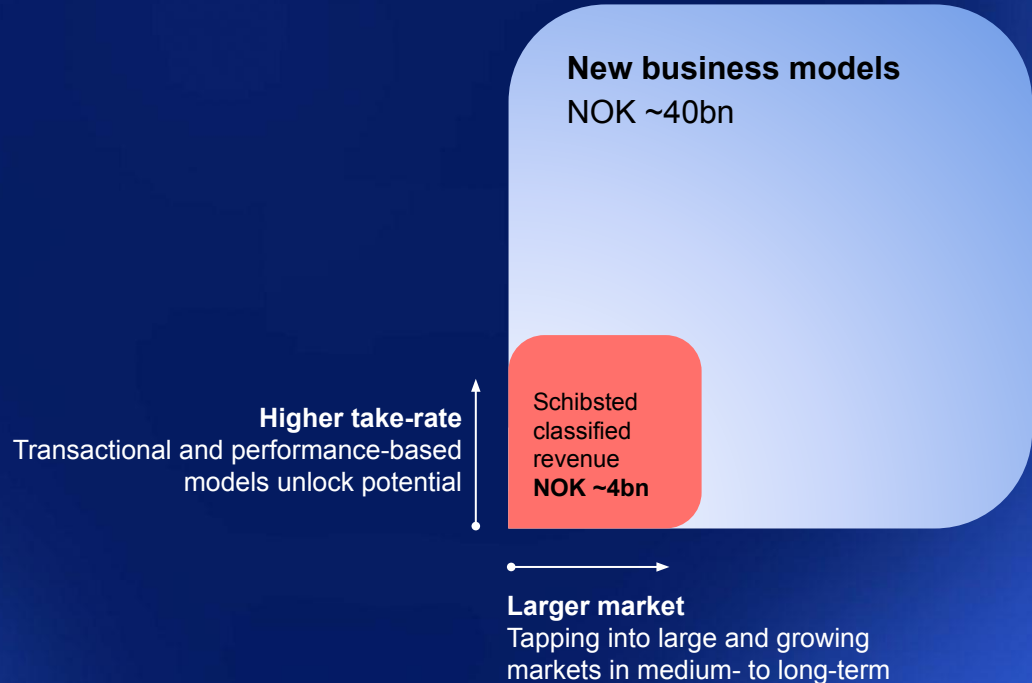 New business models
NOK ~40bn
Higher take-rate
Transactional and performance-based
models unlock potential
Schibsted
classified
revenue
NOK ~4bn
Larger market
Tapping into large and growing
markets in medium- to long-term